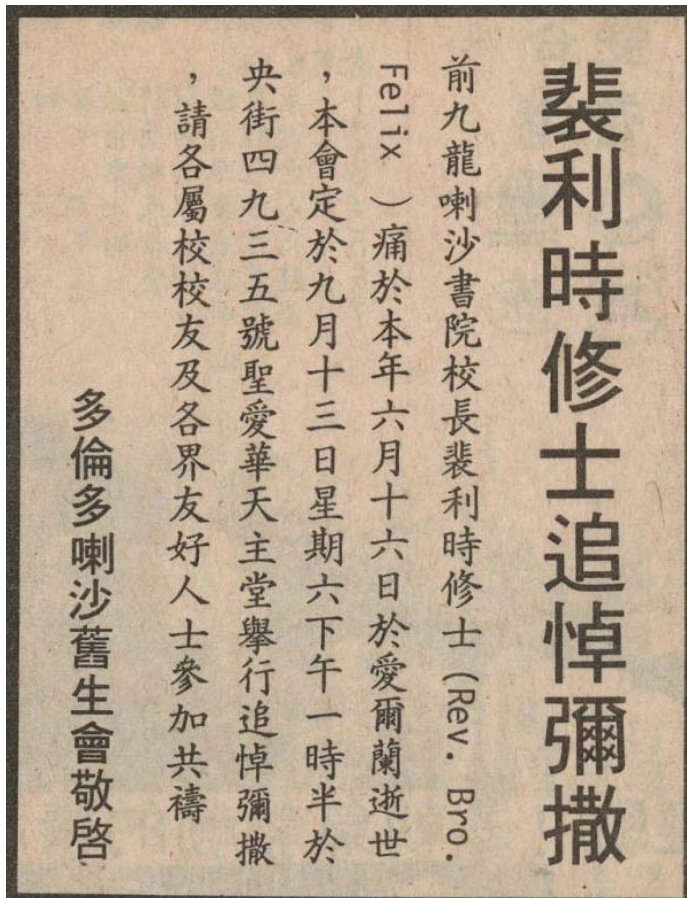 裴利時修士追悼彌撒
前九龍喇沙書院校長裴利時修士(Rev. Bro.
Felix )痛於本年六月十六日於愛爾蘭逝世
，本會定於九月十三日星期六下午一時半於
央街四九三五號聖愛華天主堂舉行追悼彌撒
，請各屬校校友及各界友好人士參加共禱
多倫多喇沙舊生會敬啓